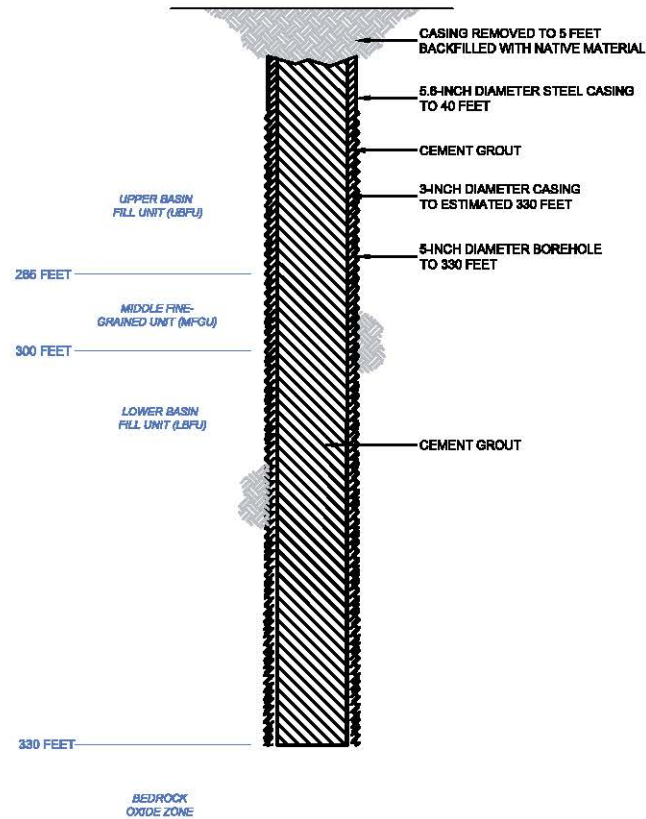 CASING REMOVED TO 5 FEET
BACKFILLED WITH NATIVE MATERIAL
5.6-INCH DIAMETER STEEL CASING
TO 40 FEET
CEMENT GROUT
3-INCH DIAMETER CASING
TO ESTIMATED 330 FEET
UPPER BASIN
FILL UNIT (UBFU)
5-INCH DIAMETER BOREHOLE
TO 330 FEET
265 FEET
MIDDLE FINE-
GRAINED UNIT (MFGU)
300 FEET
LOWER BASIN
FILL UNIT (LBFU)
CEMENT GROUT
330 FEET
BEDROCK
OXIDE ZONE